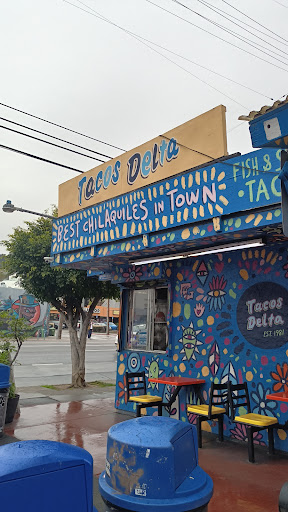 Tacos Delta
BEST CHILAQUILES IN TOWN
FISH & S
TAC
Tacos
Delta
EST. 1981